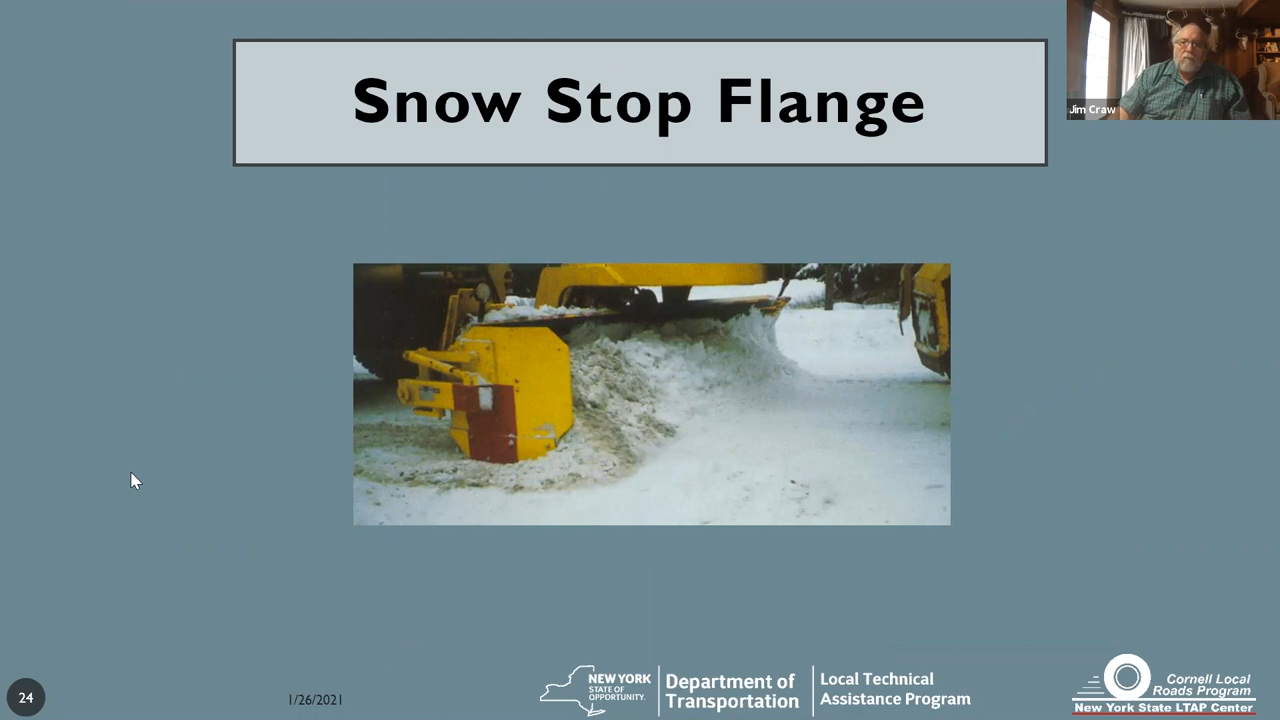 Snow Stop Flange
Jim Craw
24
1/26/2021
NEW YORK
STATE OF
OPPORTUNITY.
Department of
Transportation
Local Technical
Assistance Program
Cornell Local
Roads Program
New York State LTAP Center